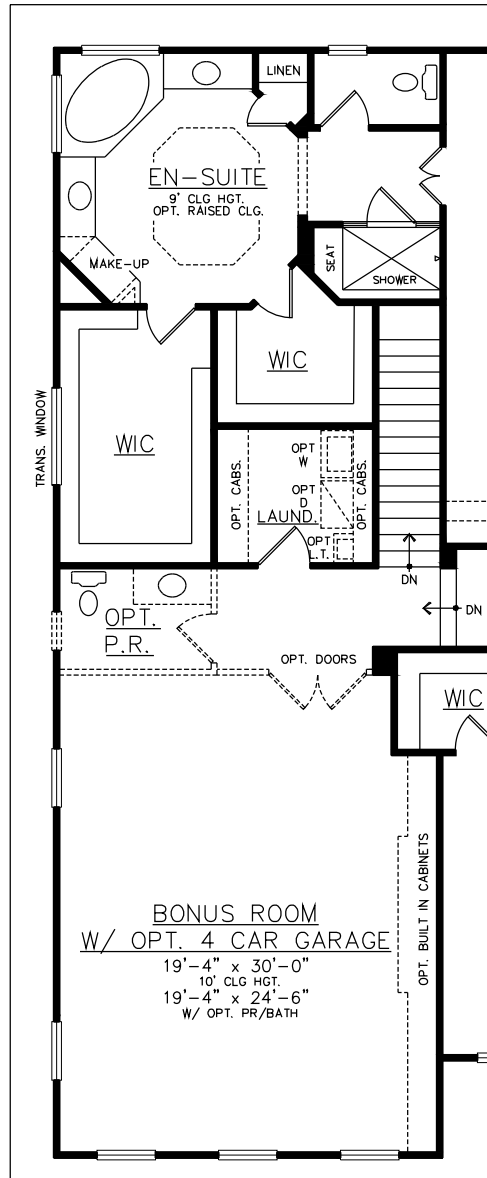 LINEN
EN-SUITE
9' CLG HGT.
OPT. RAISED CLG.
MAKE-UP
SEAT
SHOWER
WIC
TRANS. WINDOW
WIC
OPT. CABS.
OPT
W
OPT
D
LAUND.
OPT
L.T.
OPT. CABS.
DN
DN
OPT.
P.R.
OPT. DOORS
WIC
BONUS ROOM
W/ OPT. 4 CAR GARAGE
19'-4" x 30'-0"
10' CLG HGT.
19'-4" x 24'-6"
W/ OPT. PR/BATH
OPT. BUILT IN CABINETS